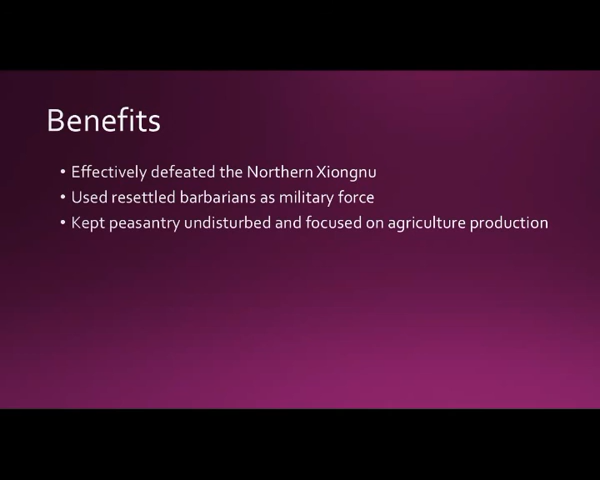 Benefits
• Effectively defeated the Northern Xiongnu
• Used resettled barbarians as military force
• Kept peasantry undisturbed and focused on agriculture production